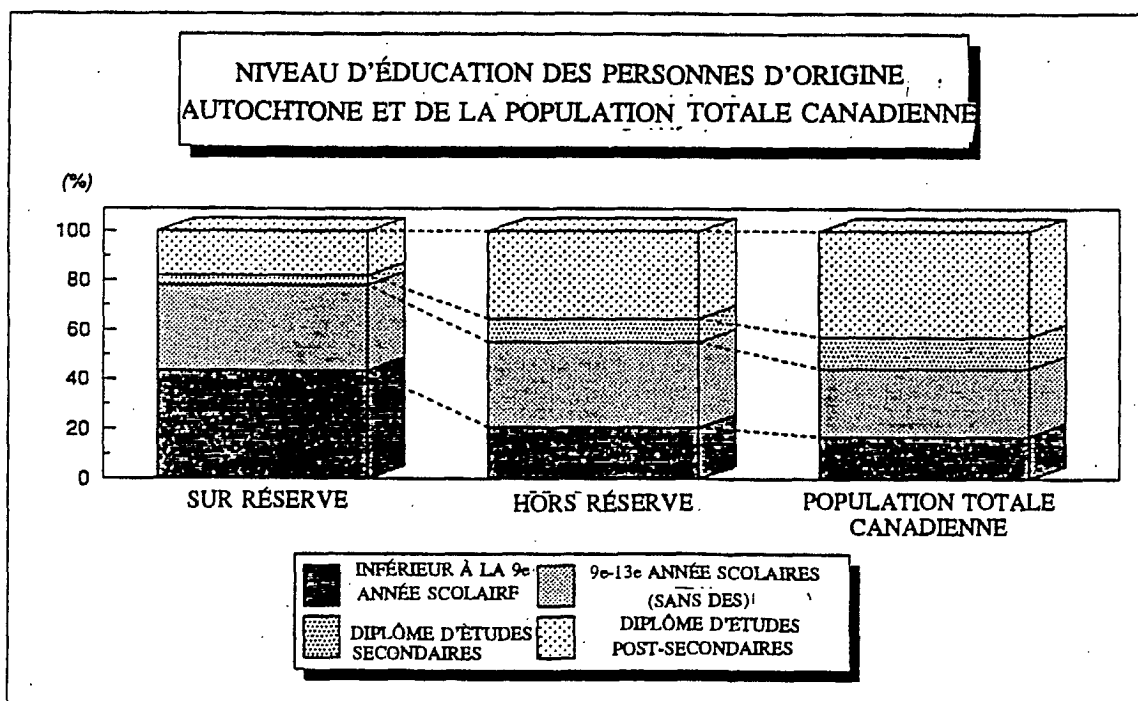 NIVEAU D'ÉDUCATION DES PERSONNES D'ORIGINE
AUTOCHTONE ET DE LA POPULATION TOTALE CANADIENNE
(%)
100
80
60
40
20
0
SUR RÉSERVE
HORS RÉSERVE
POPULATION TOTALE
CANADIENNE
INFÉRIEUR À LA 9e
ANNÉE SCOLAIRE
9e-13e ANNÉE SCOLAIRES
(SANS DES)
DIPLÔME D'ÉTUDES
SECONDAIRES
DIPLÔME D'ÉTUDES
POST-SECONDAIRES